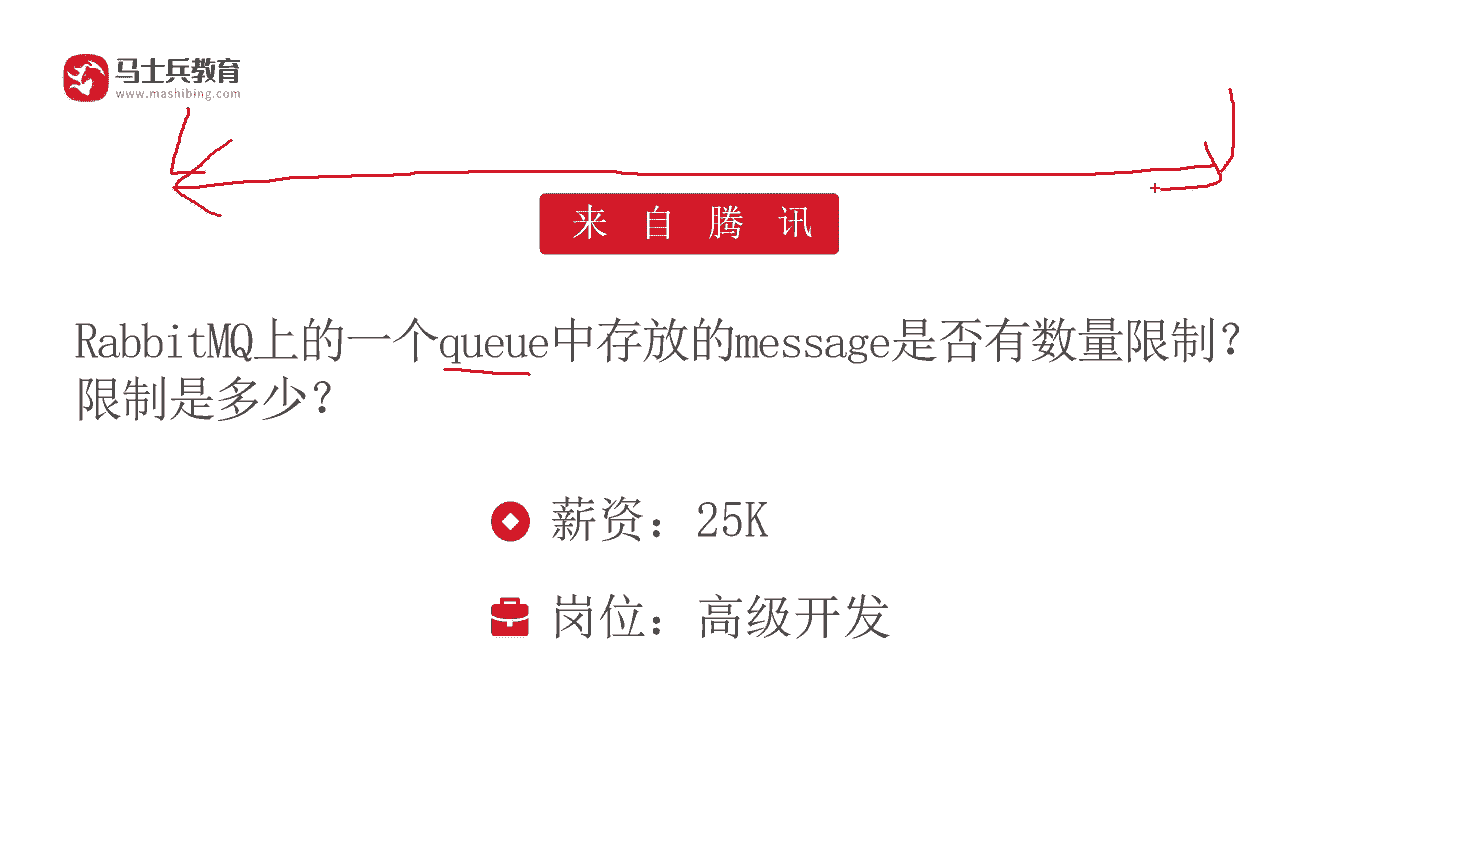 马士兵教育
www.mashibing.com
来自腾讯
RabbitMQ上的一个queue中存放的message是否有数量限制?
限制是多少?
薪资：25K
岗位：高级开发